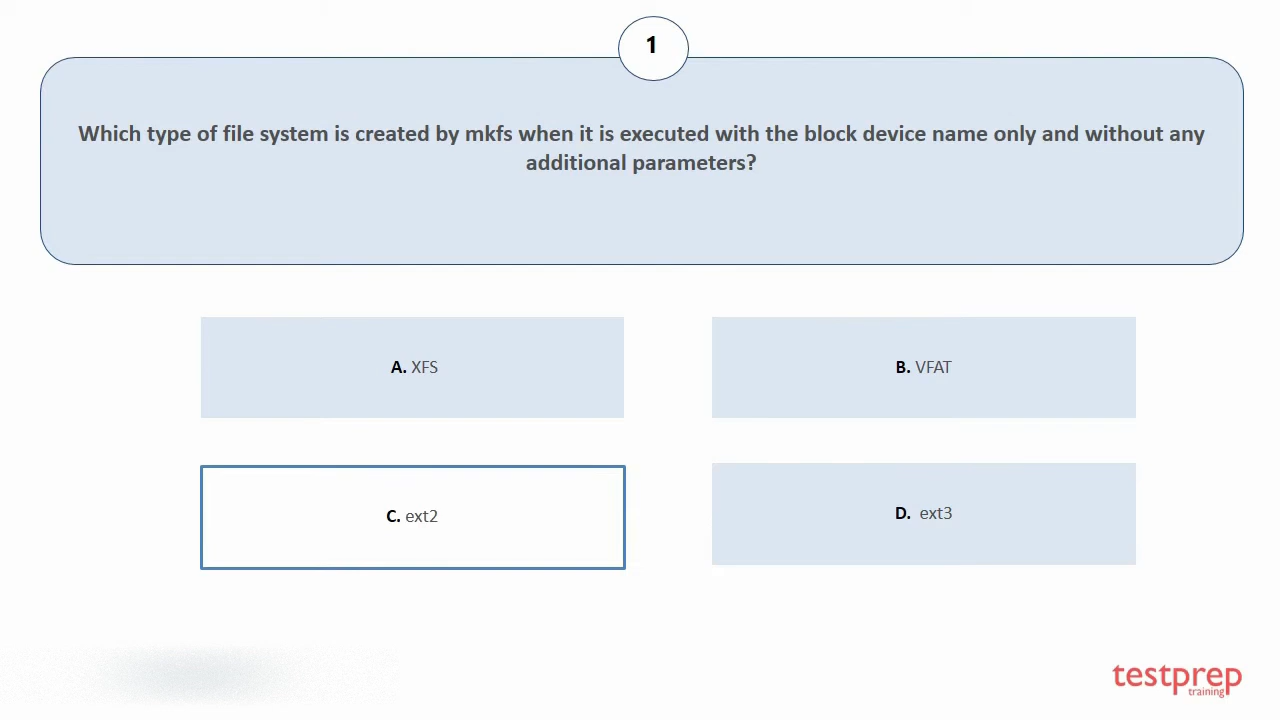 1
Which type of file system is created by mkfs when it is executed with the block device name only and without any
additional parameters?
A. XFS
B. VFAT
C. ext2
D. ext3
testprep
training